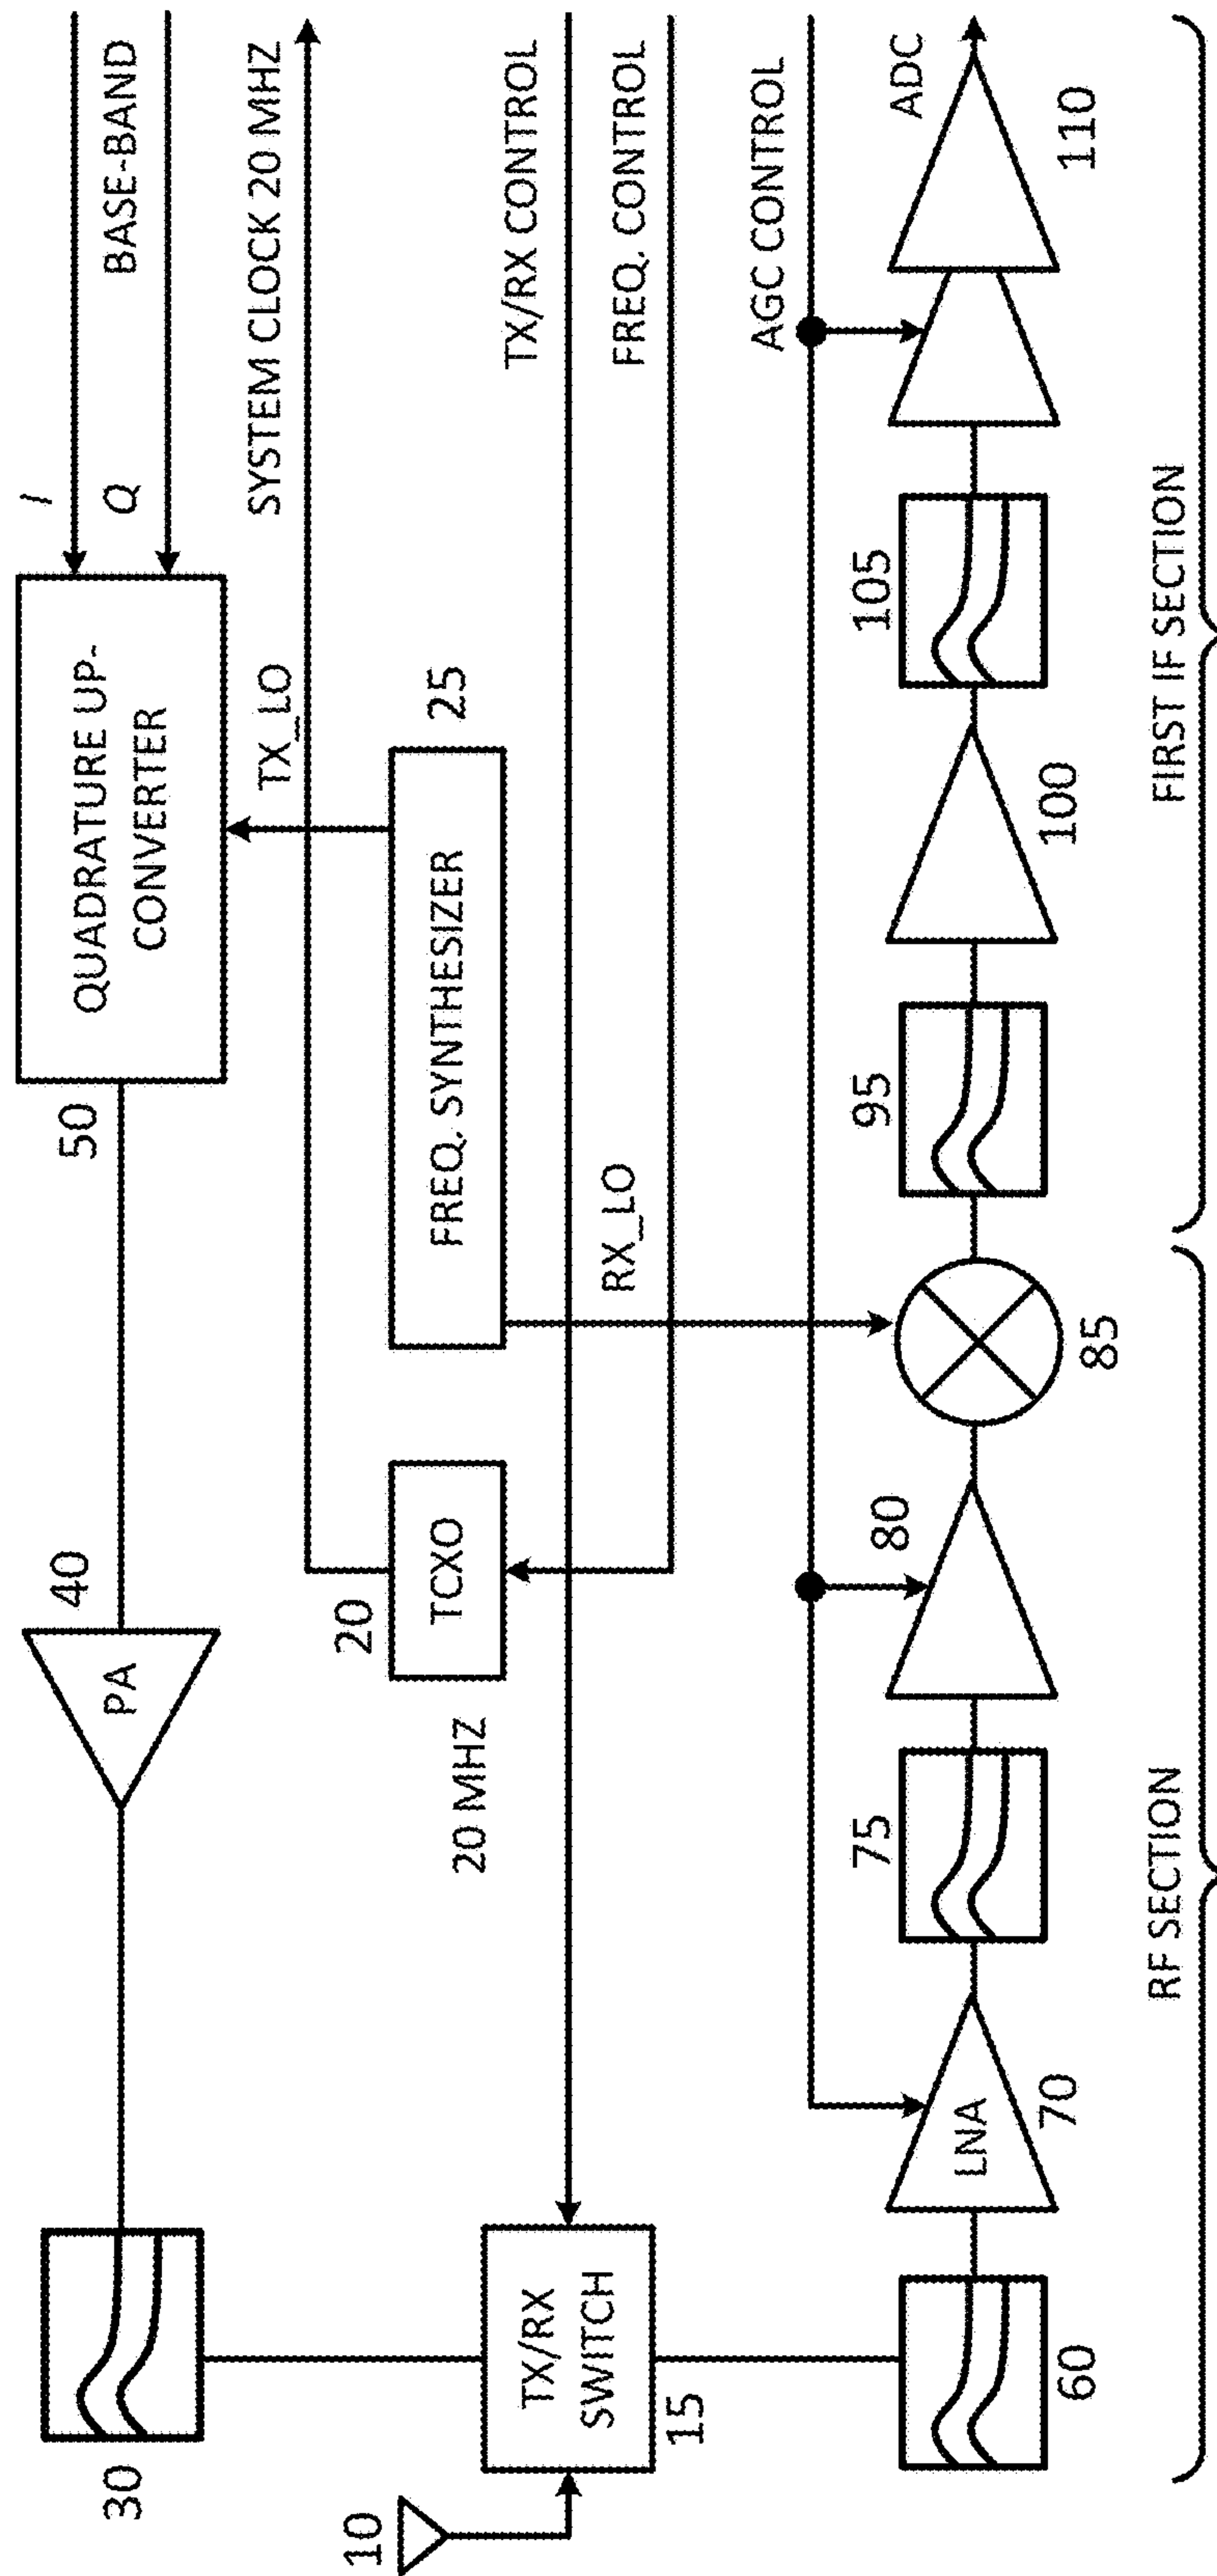 30
40
PA
50
QUADRATURE UP-
CONVERTER
I
Q
BASE-BAND
TX_LO
SYSTEM CLOCK 20 MHZ
10
20
TCXO
20 MHZ
FREQ. SYNTHESIZER
25
TX/RX
SWITCH
15
TX/RX CONTROL
RX_LO
FREQ. CONTROL
AGC CONTROL
60
LNA
70
75
80
85
95
100
105
ADC
110
RF SECTION
FIRST IF SECTION